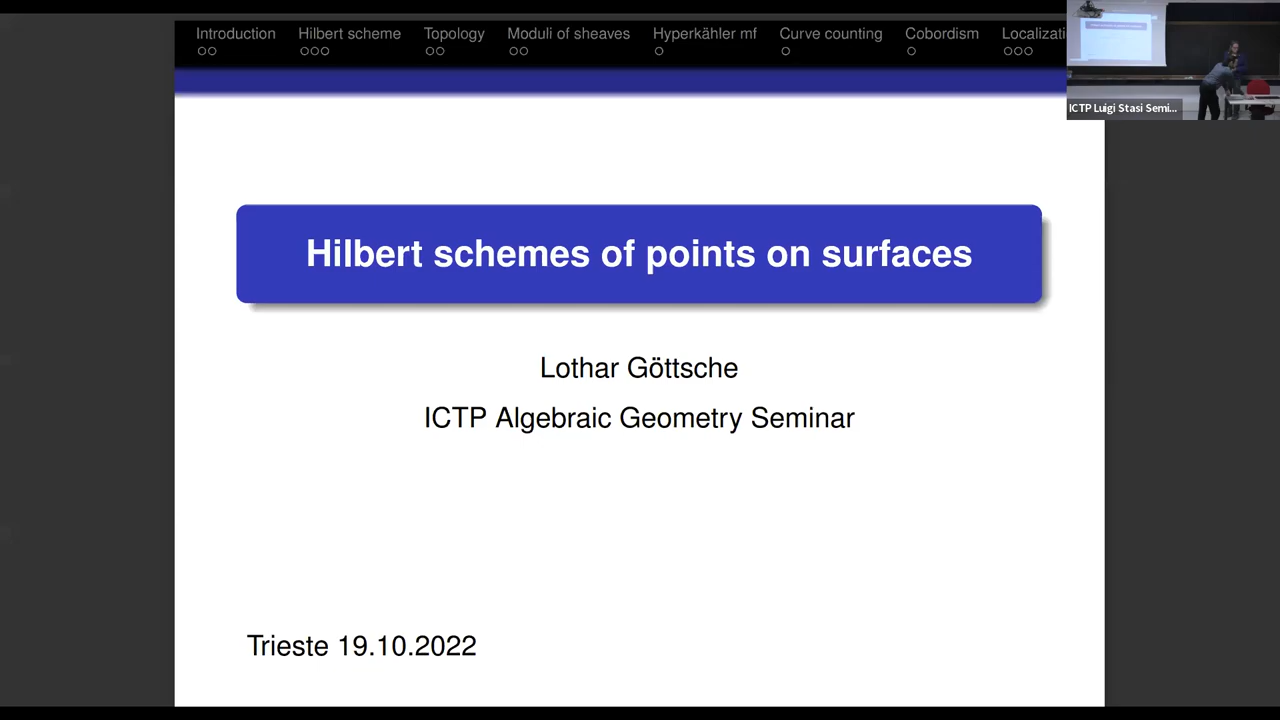 Introduction Hilbert scheme Topology Moduli of sheaves Hyperkähler mf Curve counting Cobordism Localizati
ICTP Luigi Stasi Semi...
Hilbert schemes of points on surfaces
Lothar Göttsche
ICTP Algebraic Geometry Seminar
Trieste 19.10.2022